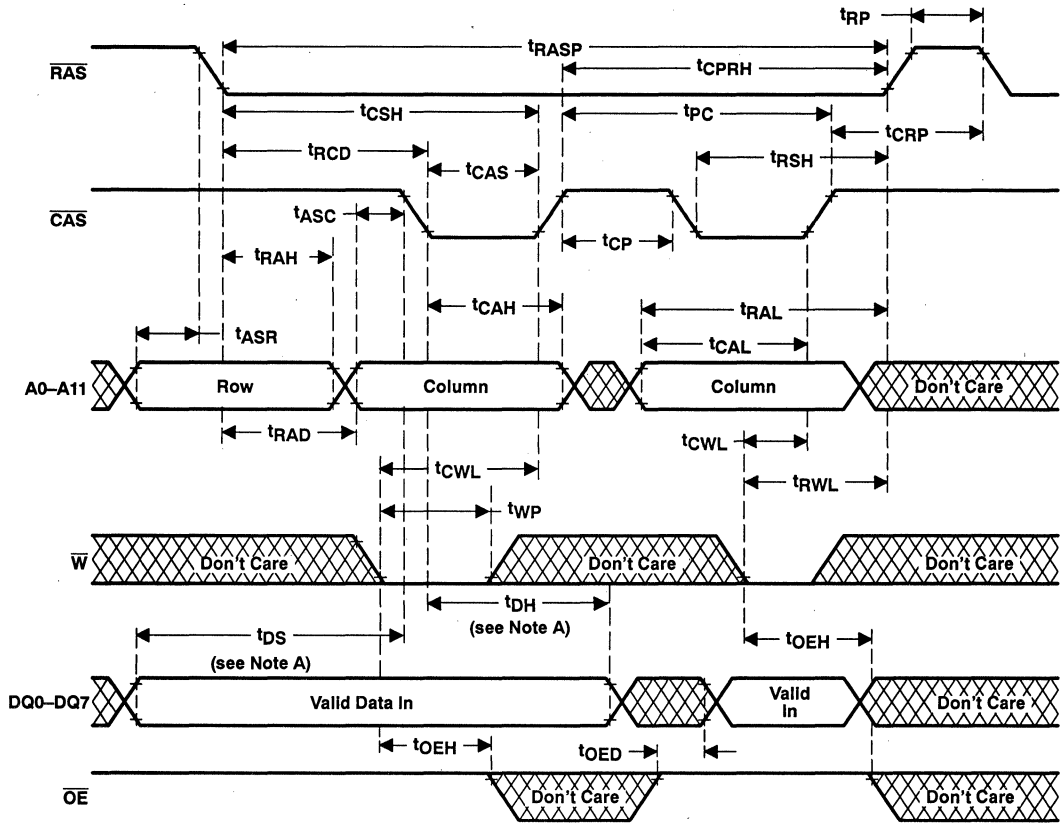 tRP
tRASP
RAS
tCPRH
tCSH
tPC
tCRP
tRCD
tRSH
tCAS
CAS
tASC
tCP
tRAH
tCAH
tRAL
tASR
tCAL
A0–A11
Row
Column
Column
Don't Care
tRAD
tCWL
tCWL
tRWL
tWP
W
Don't Care
Don't Care
Don't Care
tDH
(see Note A)
tDS
(see Note A)
tOEH
DQ0–DQ7
Valid Data In
Valid
In
Don't Care
tOEH
tOED
OE
Don't Care
Don't Care